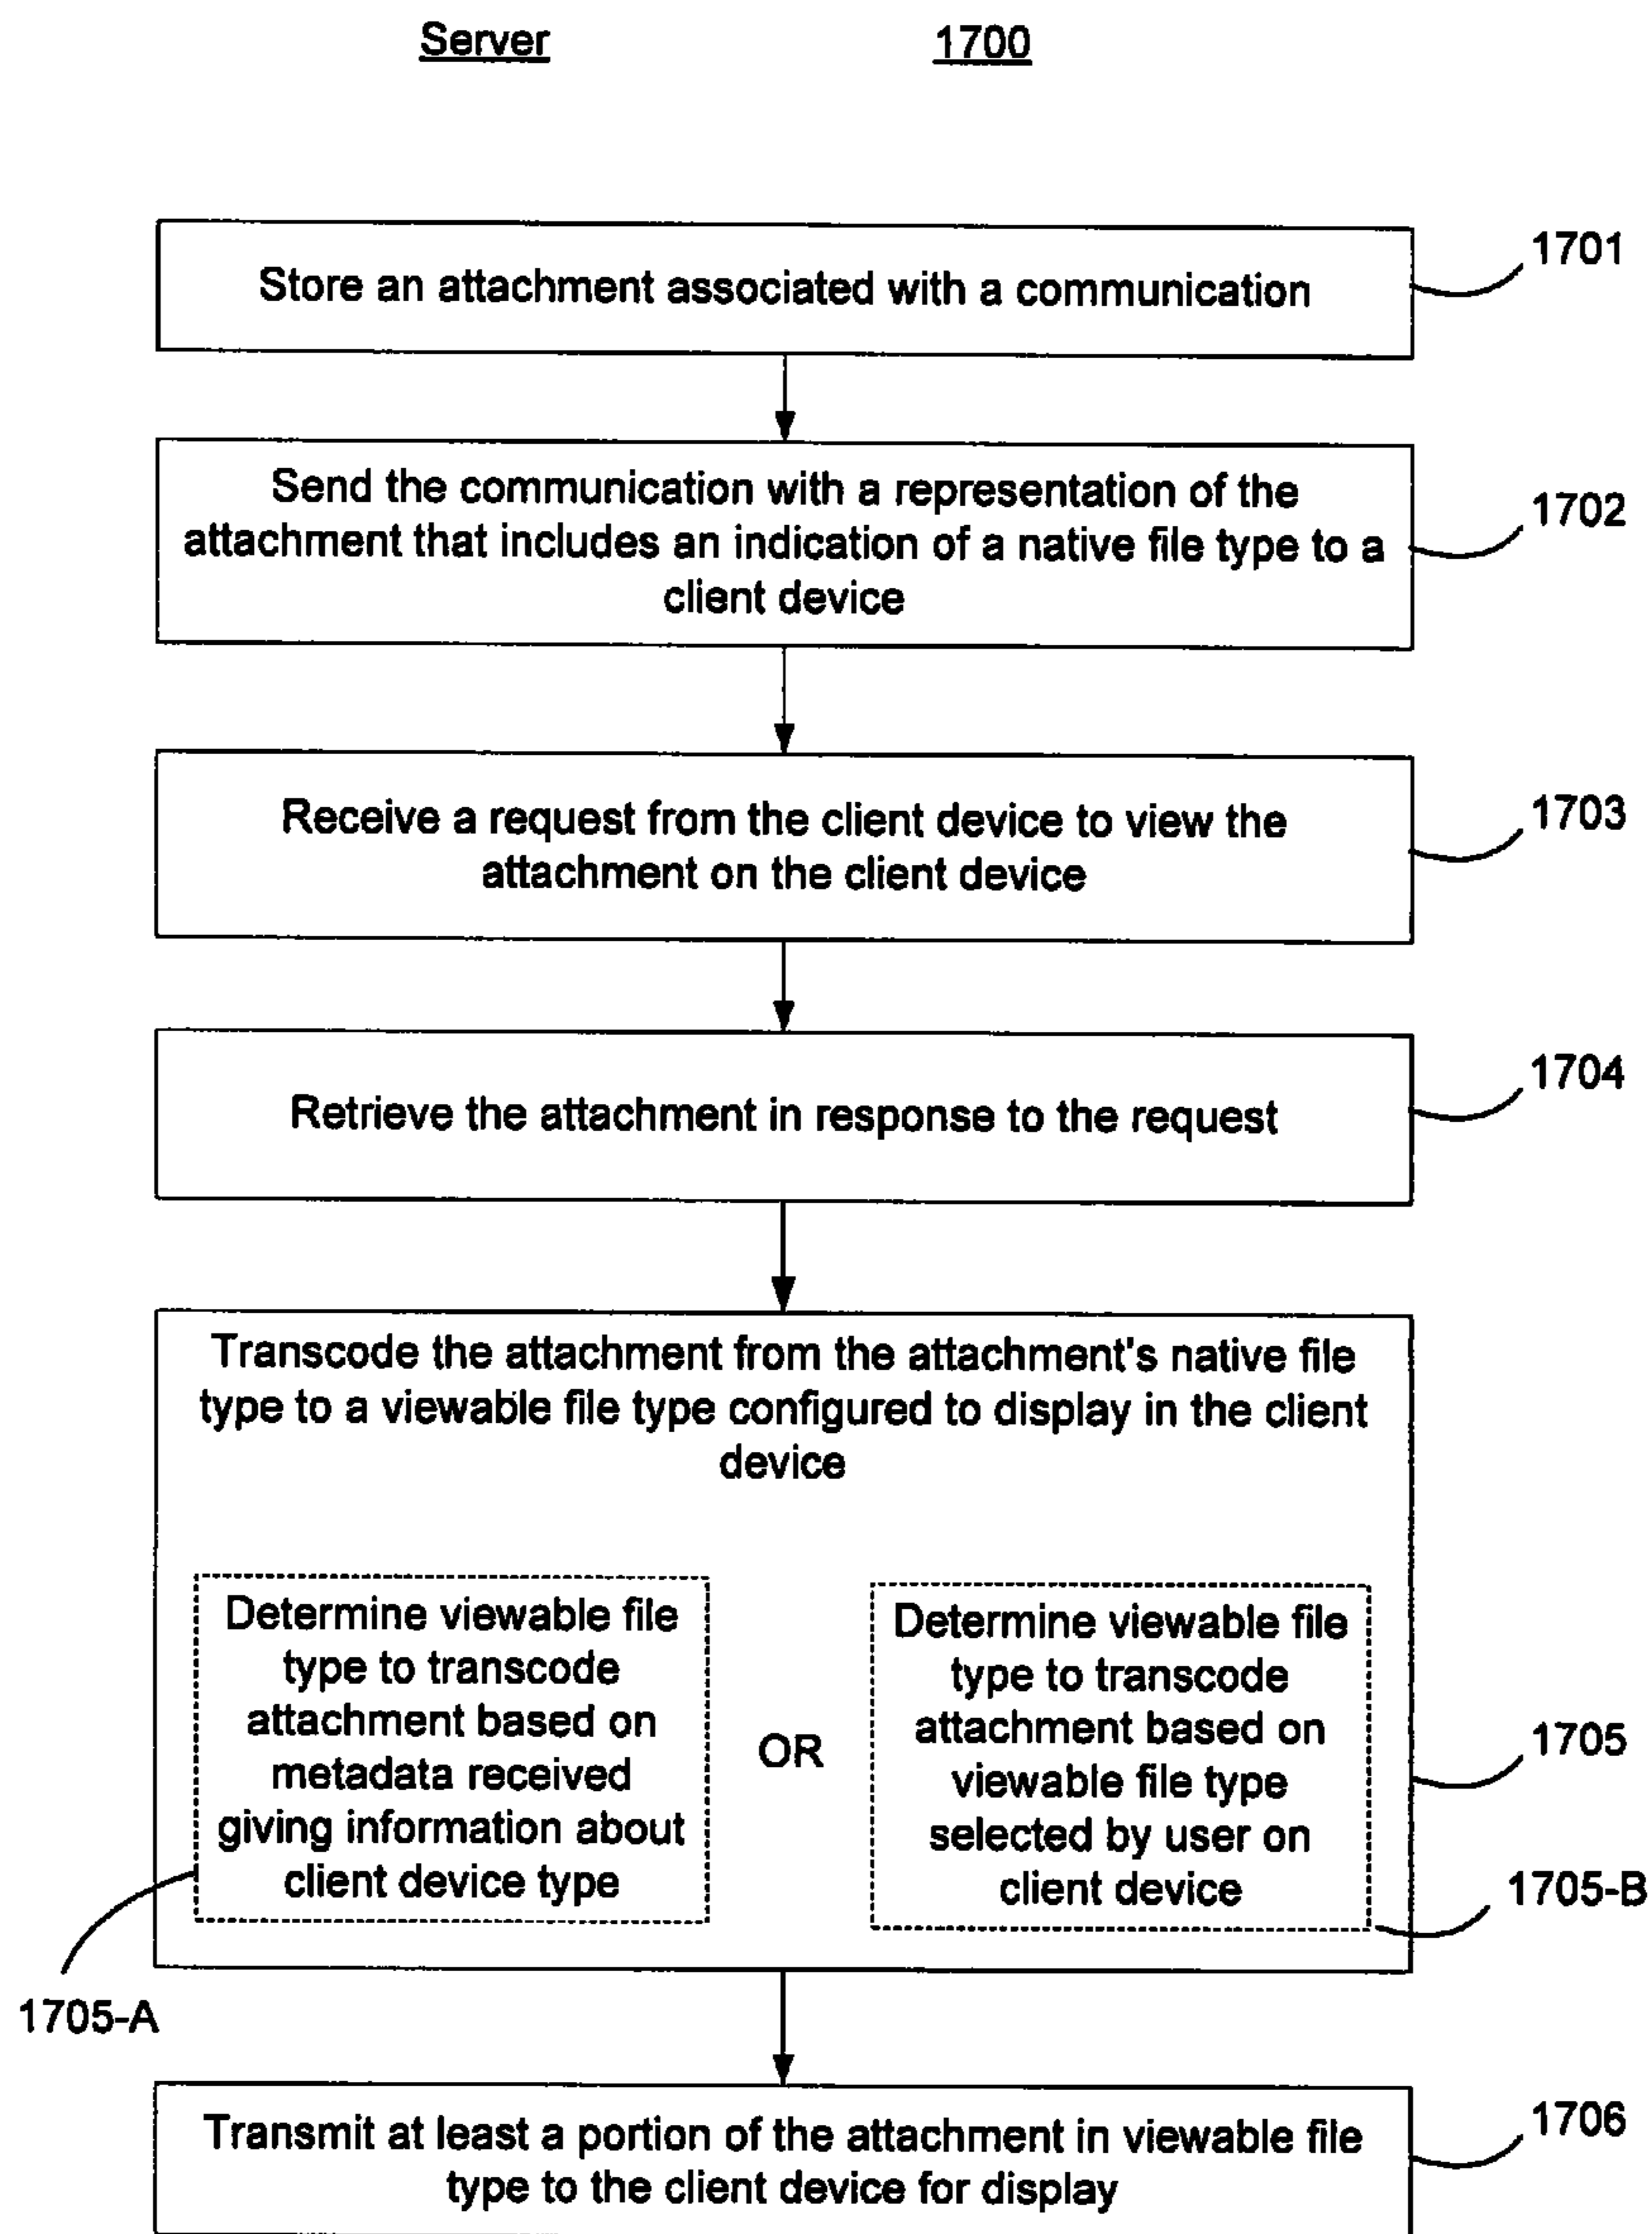 Server
1700
Store an attachment associated with a communication
1701
Send the communication with a representation of the
attachment that includes an indication of a native file type to a
client device
1702
Receive a request from the client device to view the
attachment on the client device
1703
Retrieve the attachment in response to the request
1704
Transcode the attachment from the attachment's native file
type to a viewable file type configured to display in the client
device
Determine viewable file
type to transcode
attachment based on
metadata received
giving information about
client device type
OR
Determine viewable file
type to transcode
attachment based on
viewable file type
selected by user on
client device
1705
1705-B
1705-A
Transmit at least a portion of the attachment in viewable file
type to the client device for display
1706